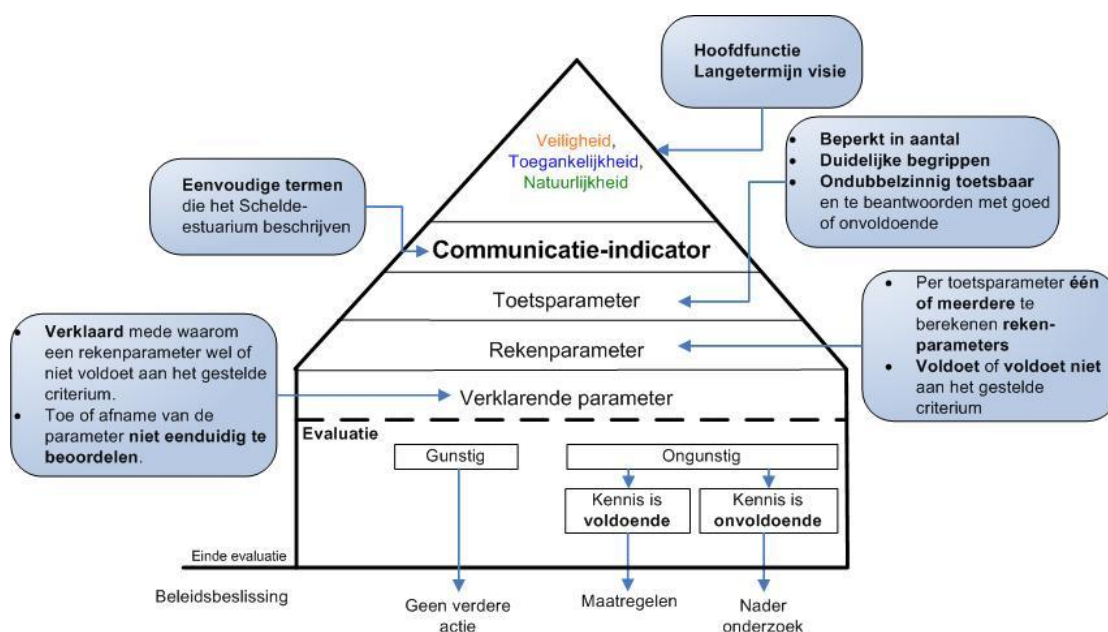 Hoofdfunctie
Langetermijn visie
Veiligheid,
Toegankelijkheid,
Natuurlijkheid
• Beperkt in aantal
• Duidelijke begrippen
• Ondubbelzinnig toetsbaar
en te beantwoorden met goed
of onvoldoende
Eenvoudige termen
die het Schelde-
estuarium beschrijven
Communicatie-indicator
Toetsparameter
• Per toetsparameter één
of meerdere te
berekenen reken-
parameters
• Voldoet of voldoet niet
aan het gestelde
criterium
Rekenparameter
• Verklaard mede waarom
een rekenparameter wel of
niet voldoet aan het gestelde
criterium.
• Toe of afname van de
parameter niet eenduidig te
beoordelen.
Verklarende parameter
Evaluatie
Gunstig
Ongunstig
Kennis is
voldoende
Kennis is
onvoldoende
Einde evaluatie
Beleidsbeslissing
Geen verdere
actie
Maatregelen
Nader
onderzoek